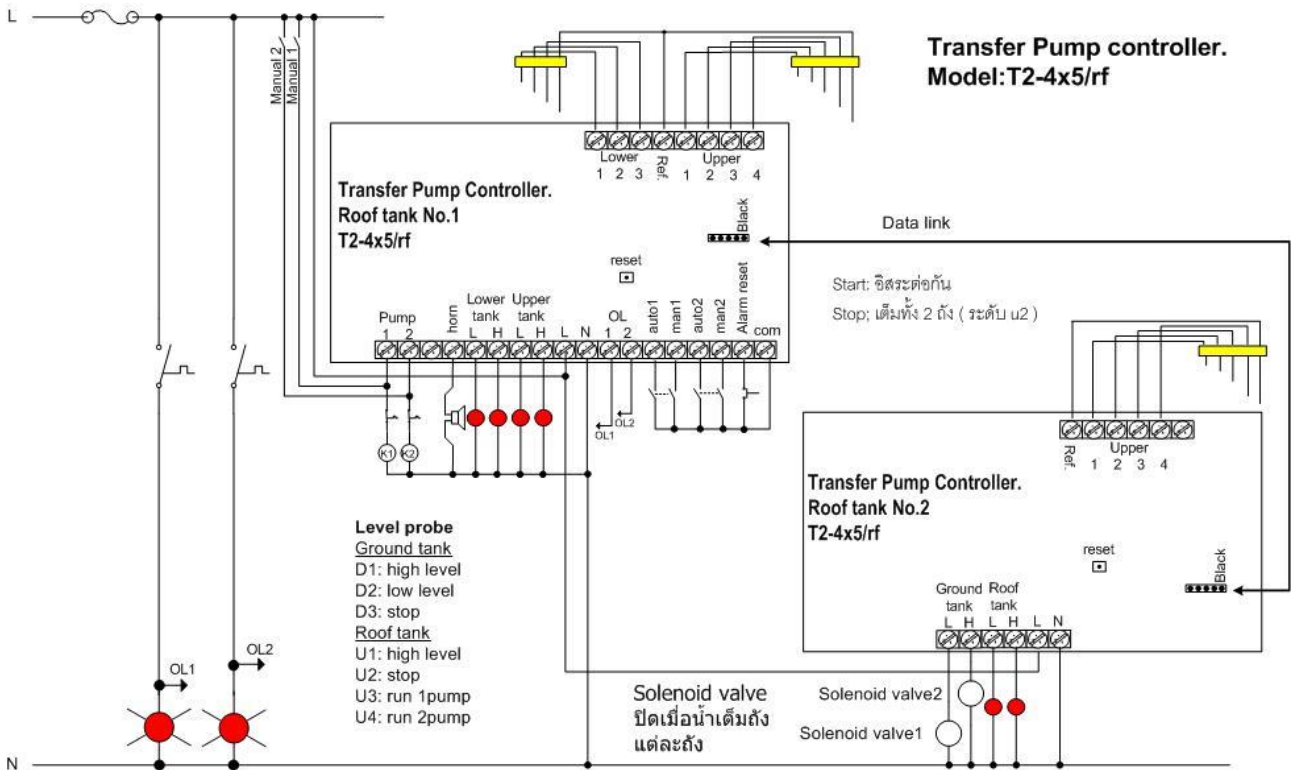 L
Manual 2
Manual 1
Transfer Pump controller.
Model:T2-4x5/rf
Lower
1 2 3
Ref.
Upper
1 2 3 4
Transfer Pump Controller.
Roof tank No.1
T2-4x5/rf
Black
reset
Data link
Start: อิสระต่อกัน
Stop; เต็มทั้ง 2 ถัง ( ระดับ u2 )
Pump
1 2
horn
Lower tank
L H
Upper tank
L H
L N
OL
1 2
auto1
man1
auto2
man2
Alarm reset
com
K1
K2
OL1
OL2
Ref.
Upper
1 2 3 4
Transfer Pump Controller.
Roof tank No.2
T2-4x5/rf
reset
Black
Ground tank
L H
Roof tank
L H
L N
Level probe
Ground tank
D1: high level
D2: low level
D3: stop
Roof tank
U1: high level
U2: stop
U3: run 1pump
U4: run 2pump
OL1
OL2
Solenoid valve
ปิดเมื่อน้ำเต็มถัง
แต่ละถัง
Solenoid valve2
Solenoid valve1
N